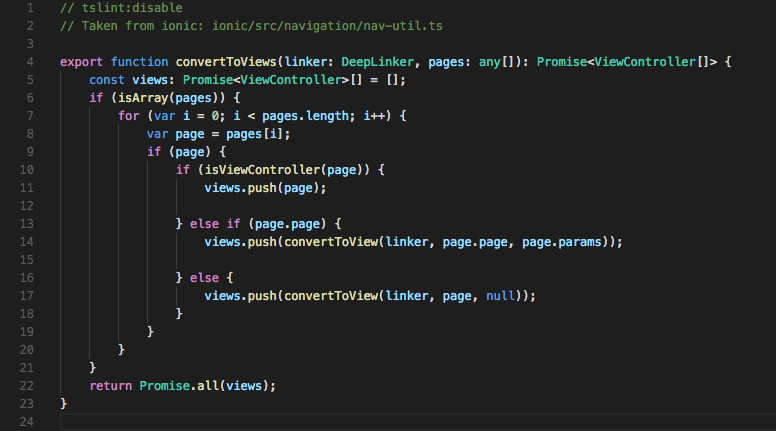 1 // tslint:disable
2 // Taken from ionic: ionic/src/navigation/nav-util.ts
3
4 export function convertToViews(linker: DeepLinker, pages: any[]): Promise<ViewController[]> {
5     const views: Promise<ViewController>[] = [];
6     if (isArray(pages)) {
7         for (var i = 0; i < pages.length; i++) {
8             var page = pages[i];
9             if (page) {
10                 if (isViewController(page)) {
11                     views.push(page);
12
13                 } else if (page.page) {
14                     views.push(convertToView(linker, page.page, page.params));
15
16                 } else {
17                     views.push(convertToView(linker, page, null));
18                 }
19             }
20         }
21     }
22     return Promise.all(views);
23 }
24